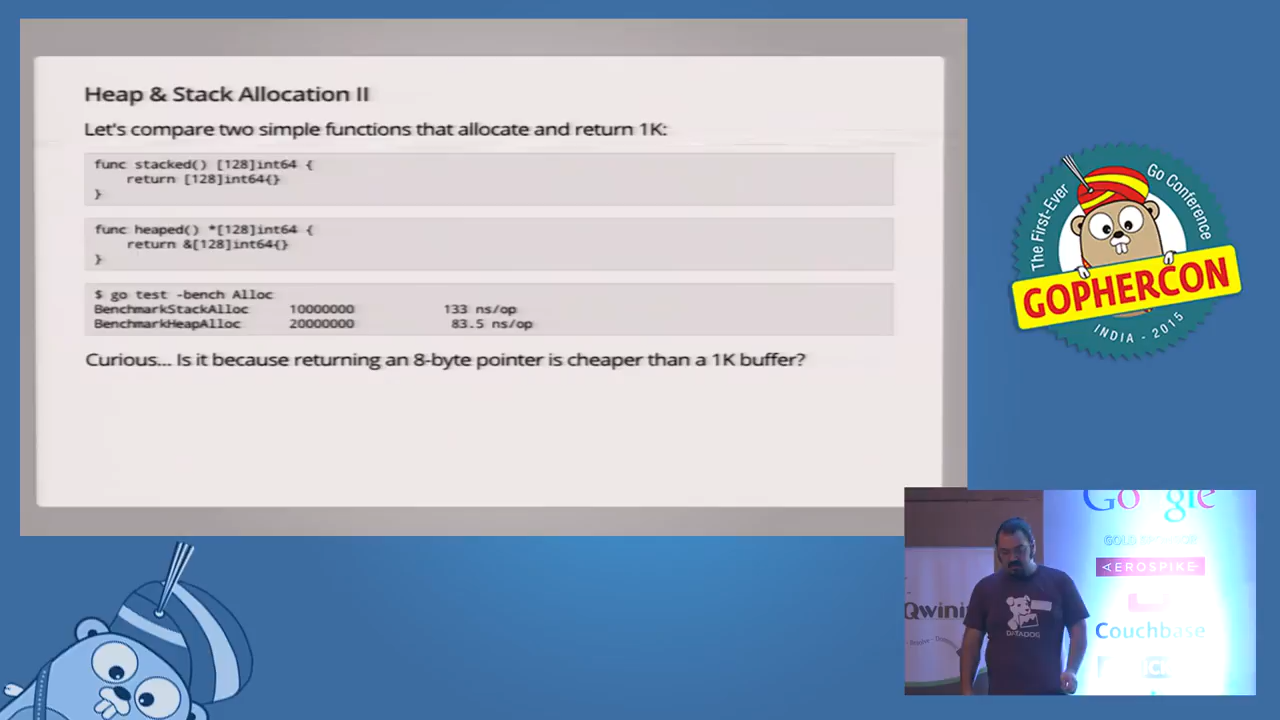 Heap & Stack Allocation II
Let's compare two simple functions that allocate and return 1K:
func stacked() [128]int64 {
    return [128]int64{}
}
func heaped() *[128]int64 {
    return &[128]int64{}
}
$ go test -bench Alloc
BenchmarkStackAlloc 10000000 133 ns/op
BenchmarkHeapAlloc 20000000 83.5 ns/op
Curious... Is it because returning an 8-byte pointer is cheaper than a 1K buffer?
The First-Ever Go Conference
GOPHERCON
INDIA - 2015
Google
GOLD SPONSOR
AEROSPIKE
Couchbase
DATADOG